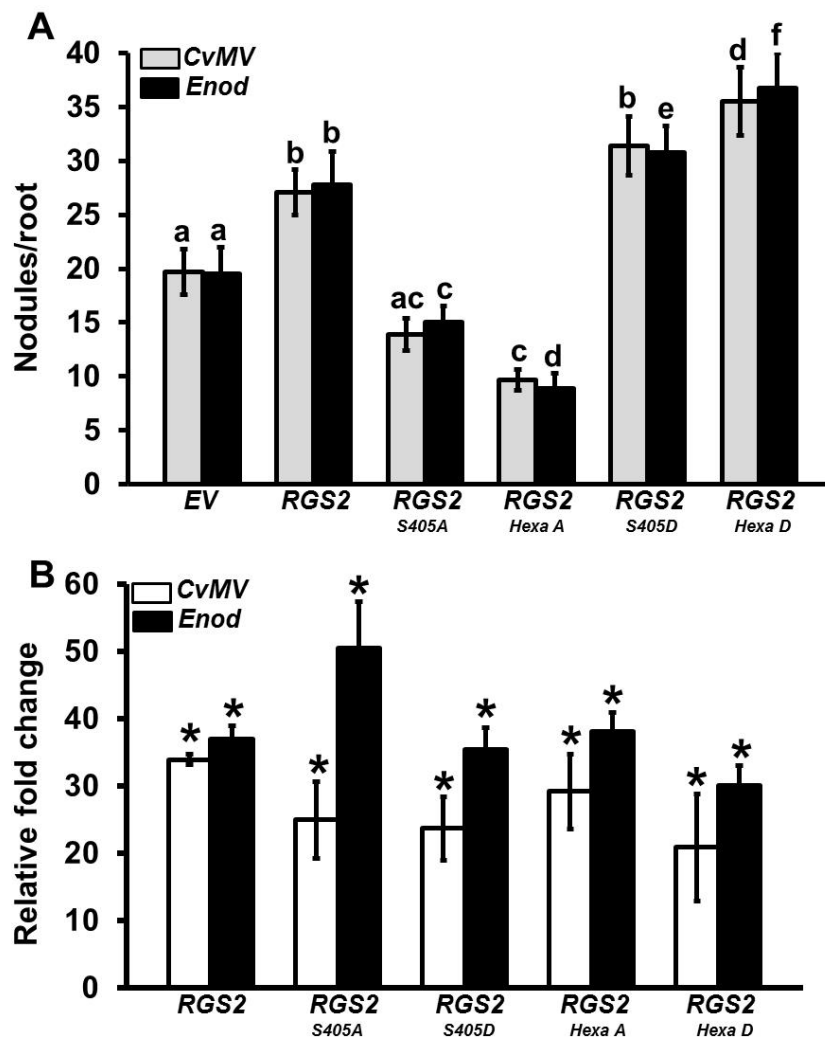 A
CvMV
Enod
Nodules/root
40
35
30
25
20
15
10
5
0
a a b b ac c c d b e d f
EV RGS2 RGS2 RGS2 RGS2 RGS2
S405A Hexa A S405D Hexa D
B
CvMV
Enod
Relative fold change
60
50
40
30
20
10
0
* * * * * * * * * *
RGS2 RGS2 RGS2 RGS2 RGS2
S405A S405D Hexa A Hexa D